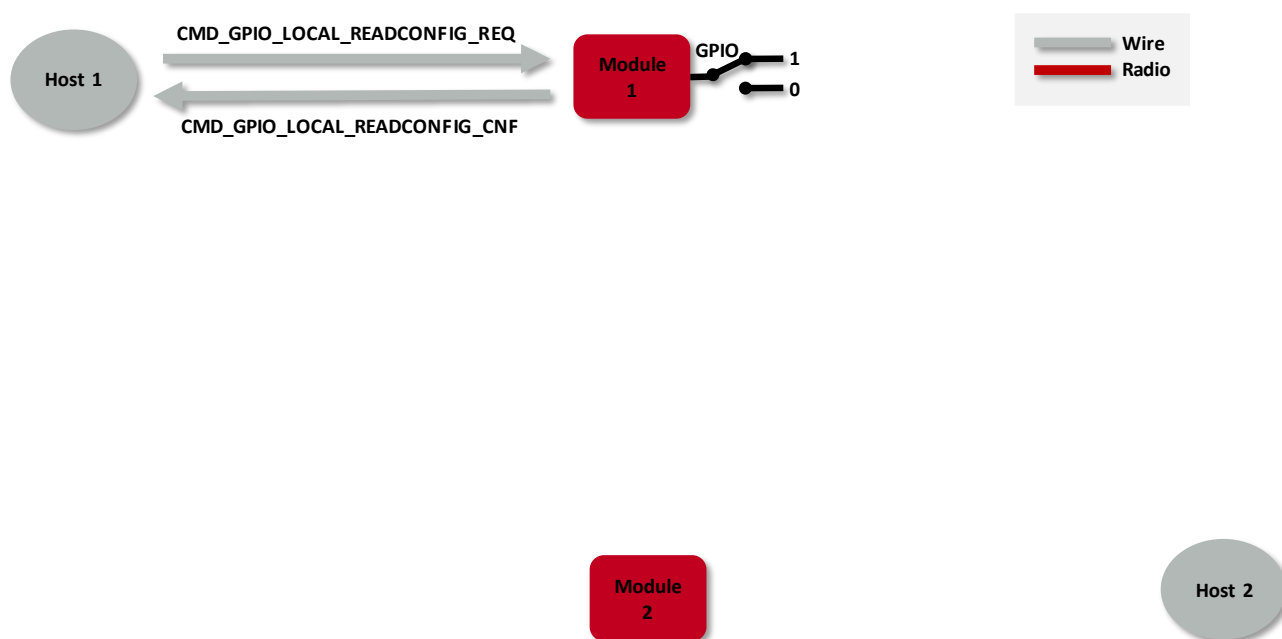 CMD_GPIO_LOCAL_READCONFIG_REQ
Host 1
Module
1
GPIO
1
0
Wire
Radio
CMD_GPIO_LOCAL_READCONFIG_CNF
Module
2
Host 2